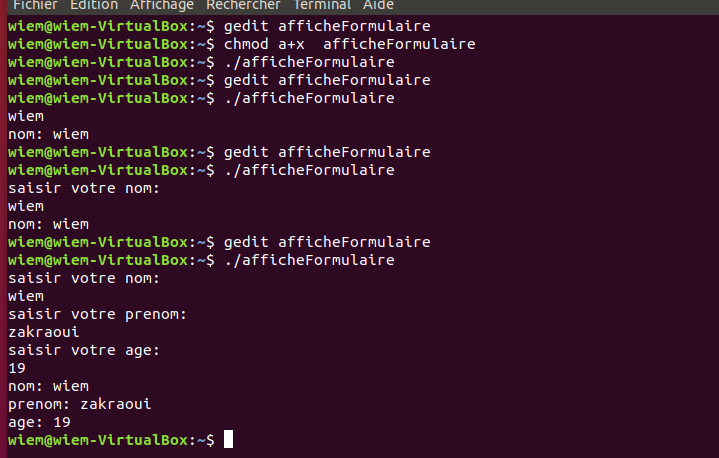 Fichier Edition Affichage Rechercher Terminal Aide
wiem@wiem-VirtualBox:~$ gedit afficheFormulaire
wiem@wiem-VirtualBox:~$ chmod a+x  afficheFormulaire
wiem@wiem-VirtualBox:~$ ./afficheFormulaire
wiem@wiem-VirtualBox:~$ gedit afficheFormulaire
wiem@wiem-VirtualBox:~$ ./afficheFormulaire
wiem
nom: wiem
wiem@wiem-VirtualBox:~$ gedit afficheFormulaire
wiem@wiem-VirtualBox:~$ ./afficheFormulaire
saisir votre nom:
wiem
nom: wiem
wiem@wiem-VirtualBox:~$ gedit afficheFormulaire
wiem@wiem-VirtualBox:~$ ./afficheFormulaire
saisir votre nom:
wiem
saisir votre prenom:
zakraoui
saisir votre age:
19
nom: wiem
prenom: zakraoui
age: 19
wiem@wiem-VirtualBox:~$